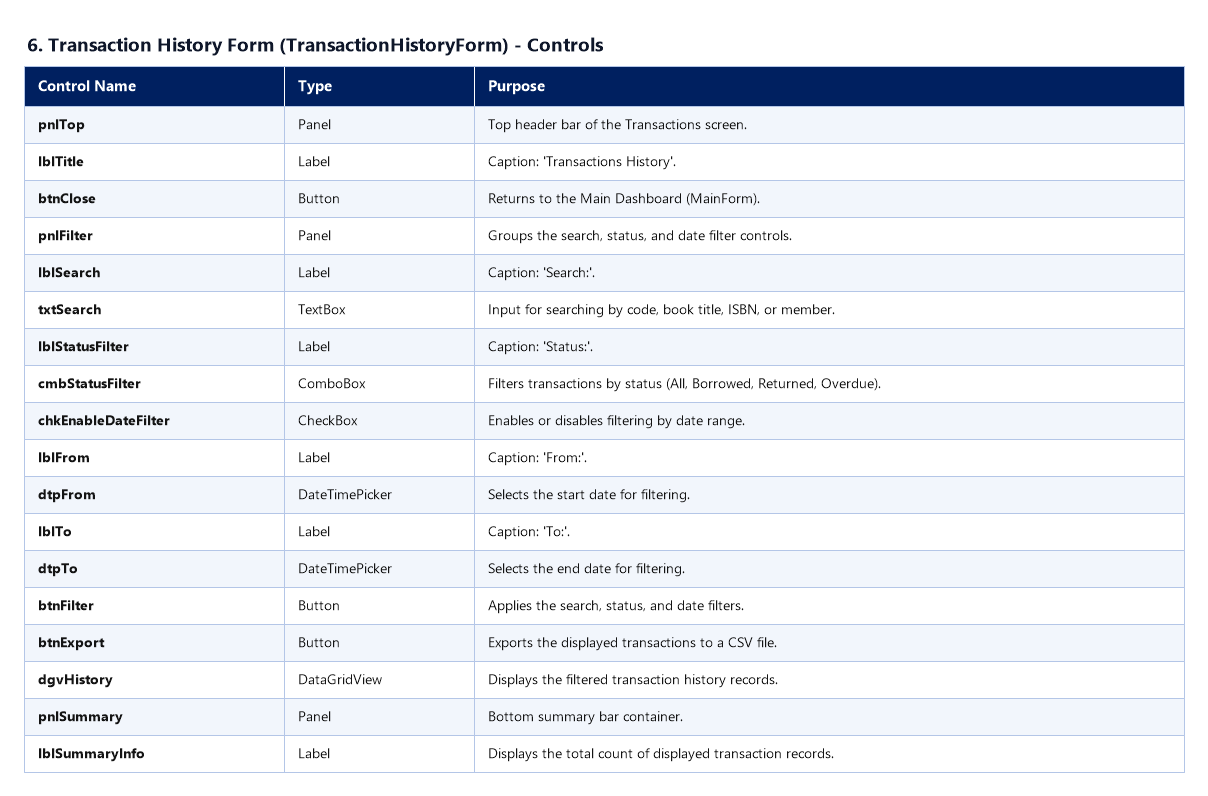 6. Transaction History Form (TransactionHistoryForm) - Controls
Control Name Type Purpose
pnlTop Panel Top header bar of the Transactions screen.
lblTitle Label Caption: 'Transactions History'.
btnClose Button Returns to the Main Dashboard (MainForm).
pnlFilter Panel Groups the search, status, and date filter controls.
lblSearch Label Caption: 'Search:'.
txtSearch TextBox Input for searching by code, book title, ISBN, or member.
lblStatusFilter Label Caption: 'Status:'.
cmbStatusFilter ComboBox Filters transactions by status (All, Borrowed, Returned, Overdue).
chkEnableDateFilter CheckBox Enables or disables filtering by date range.
lblFrom Label Caption: 'From:'.
dtpFrom DateTimePicker Selects the start date for filtering.
lblTo Label Caption: 'To:'.
dtpTo DateTimePicker Selects the end date for filtering.
btnFilter Button Applies the search, status, and date filters.
btnExport Button Exports the displayed transactions to a CSV file.
dgvHistory DataGridView Displays the filtered transaction history records.
pnlSummary Panel Bottom summary bar container.
lblSummaryInfo Label Displays the total count of displayed transaction records.